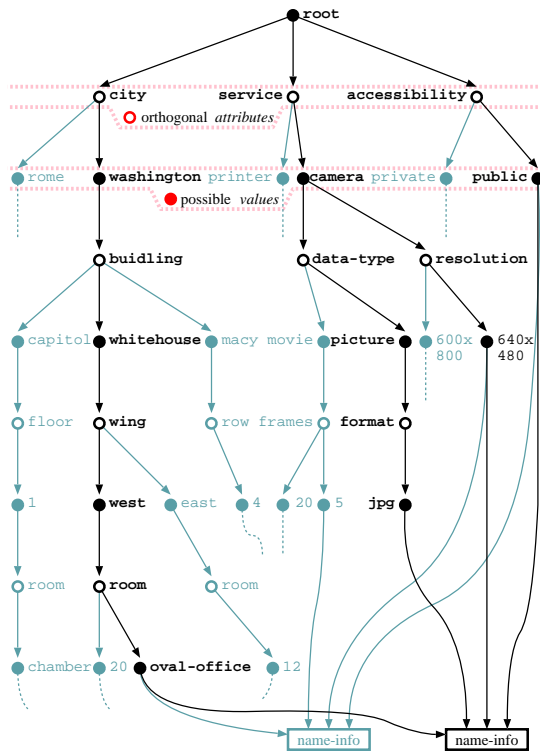 root
city service accessibility
orthogonal attributes
rome washington printer camera private public
possible values
buidling data-type resolution
capitol whitehouse macy movie picture 600x 640x
800 480
floor wing row frames format
1 west east 4 20 5 jpg
room room room
chamber 20 oval-office 12
name-info name-info